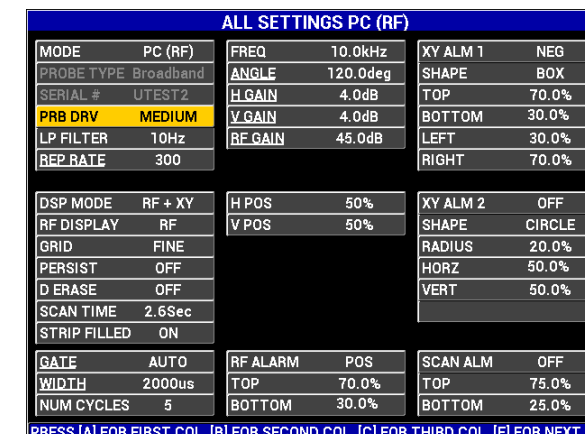 ALL SETTINGS PC (RF)
MODE PC (RF)
PROBE TYPE Broadband
SERIAL # UTEST2
PRB DRV MEDIUM
LP FILTER 10Hz
REP RATE 300
FREQ 10.0kHz
ANGLE 120.0deg
H GAIN 4.0dB
V GAIN 4.0dB
RF GAIN 45.0dB
XY ALM 1 NEG
SHAPE BOX
TOP 70.0%
BOTTOM 30.0%
LEFT 30.0%
RIGHT 70.0%
DSP MODE RF + XY
RF DISPLAY RF
GRID FINE
PERSIST OFF
D ERASE OFF
SCAN TIME 2.6Sec
STRIP FILLED ON
H POS 50%
V POS 50%
XY ALM 2 OFF
SHAPE CIRCLE
RADIUS 20.0%
HORZ 50.0%
VERT 50.0%
GATE AUTO
WIDTH 2000us
NUM CYCLES 5
RF ALARM POS
TOP 70.0%
BOTTOM 30.0%
SCAN ALM OFF
TOP 75.0%
BOTTOM 25.0%
PRESS [A] FOR FIRST COL, [B] FOR SECOND COL, [C] FOR THIRD COL, [E] FOR NEXT